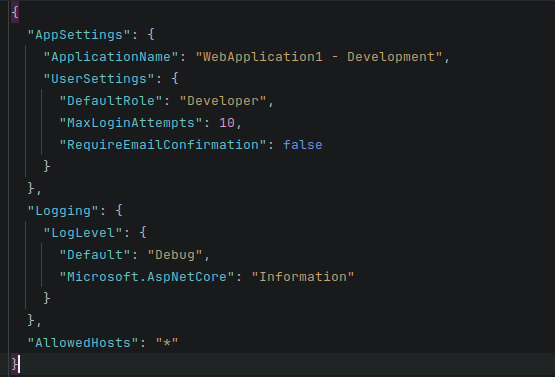 {
  "AppSettings": {
    "ApplicationName": "WebApplication1 - Development",
    "UserSettings": {
      "DefaultRole": "Developer",
      "MaxLoginAttempts": 10,
      "RequireEmailConfirmation": false
    }
  },
  "Logging": {
    "LogLevel": {
      "Default": "Debug",
      "Microsoft.AspNetCore": "Information"
    }
  },
  "AllowedHosts": "*"
}